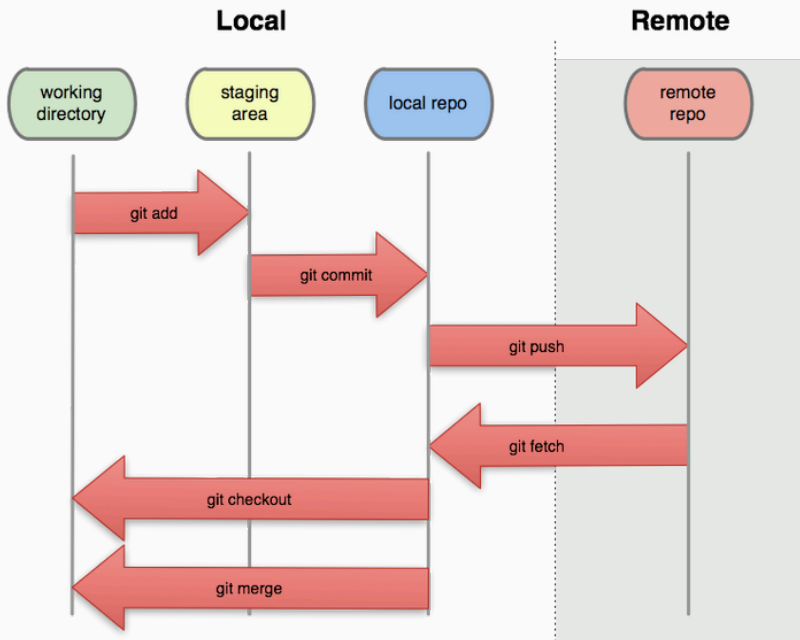 Local
Remote
working
directory
staging
area
local repo
remote
repo
git add
git commit
git push
git fetch
git checkout
git merge